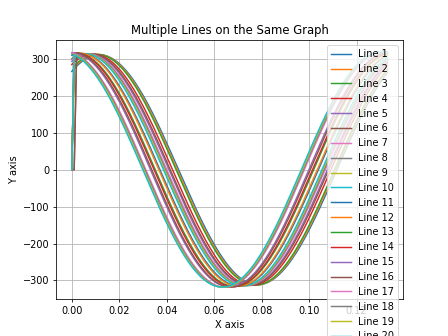 Multiple Lines on the Same Graph
Y axis
300
200
100
0
−100
−200
−300
0.00
0.02
0.04
0.06
0.08
0.10
X axis
Line 1
Line 2
Line 3
Line 4
Line 5
Line 6
Line 7
Line 8
Line 9
Line 10
Line 11
Line 12
Line 13
Line 14
Line 15
Line 16
Line 17
Line 18
Line 19
Line 20